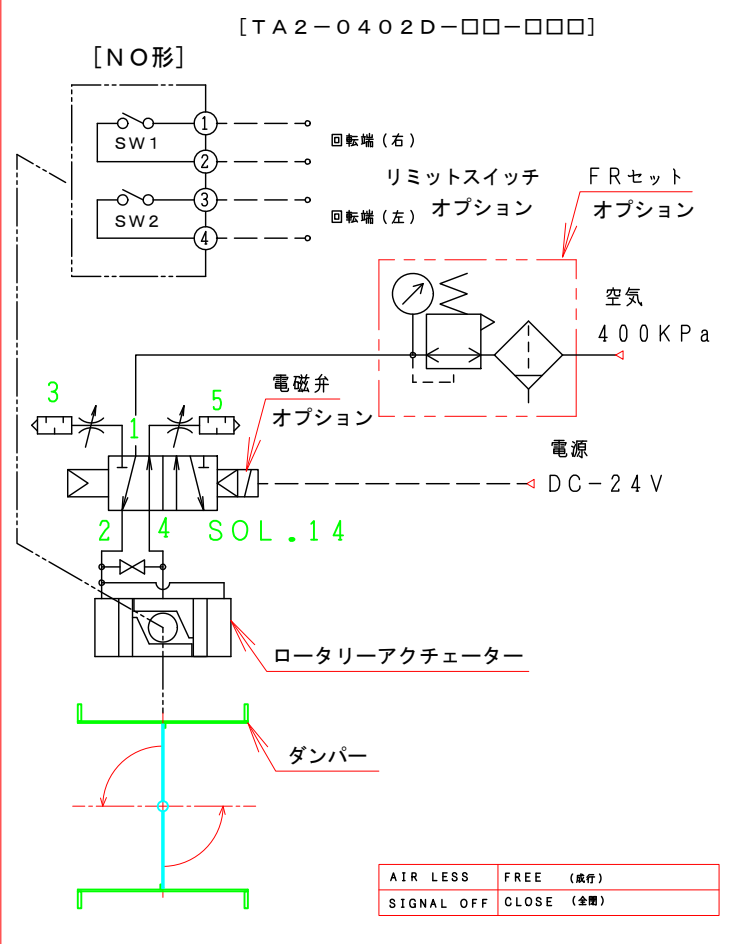 [TA2-0402D-□□-□□□]
[NO形]
1
SW1
2
回転端(右)
3
SW2
4
回転端(左)
リミットスイッチ
オプション
FRセット
オプション
空気
400KPa
電磁弁
オプション
3
1
5
電源
DC-24V
2
4
SOL.14
ロータリーアクチェーター
ダンパー
AIR LESS FREE (成行)
SIGNAL OFF CLOSE (全閉)